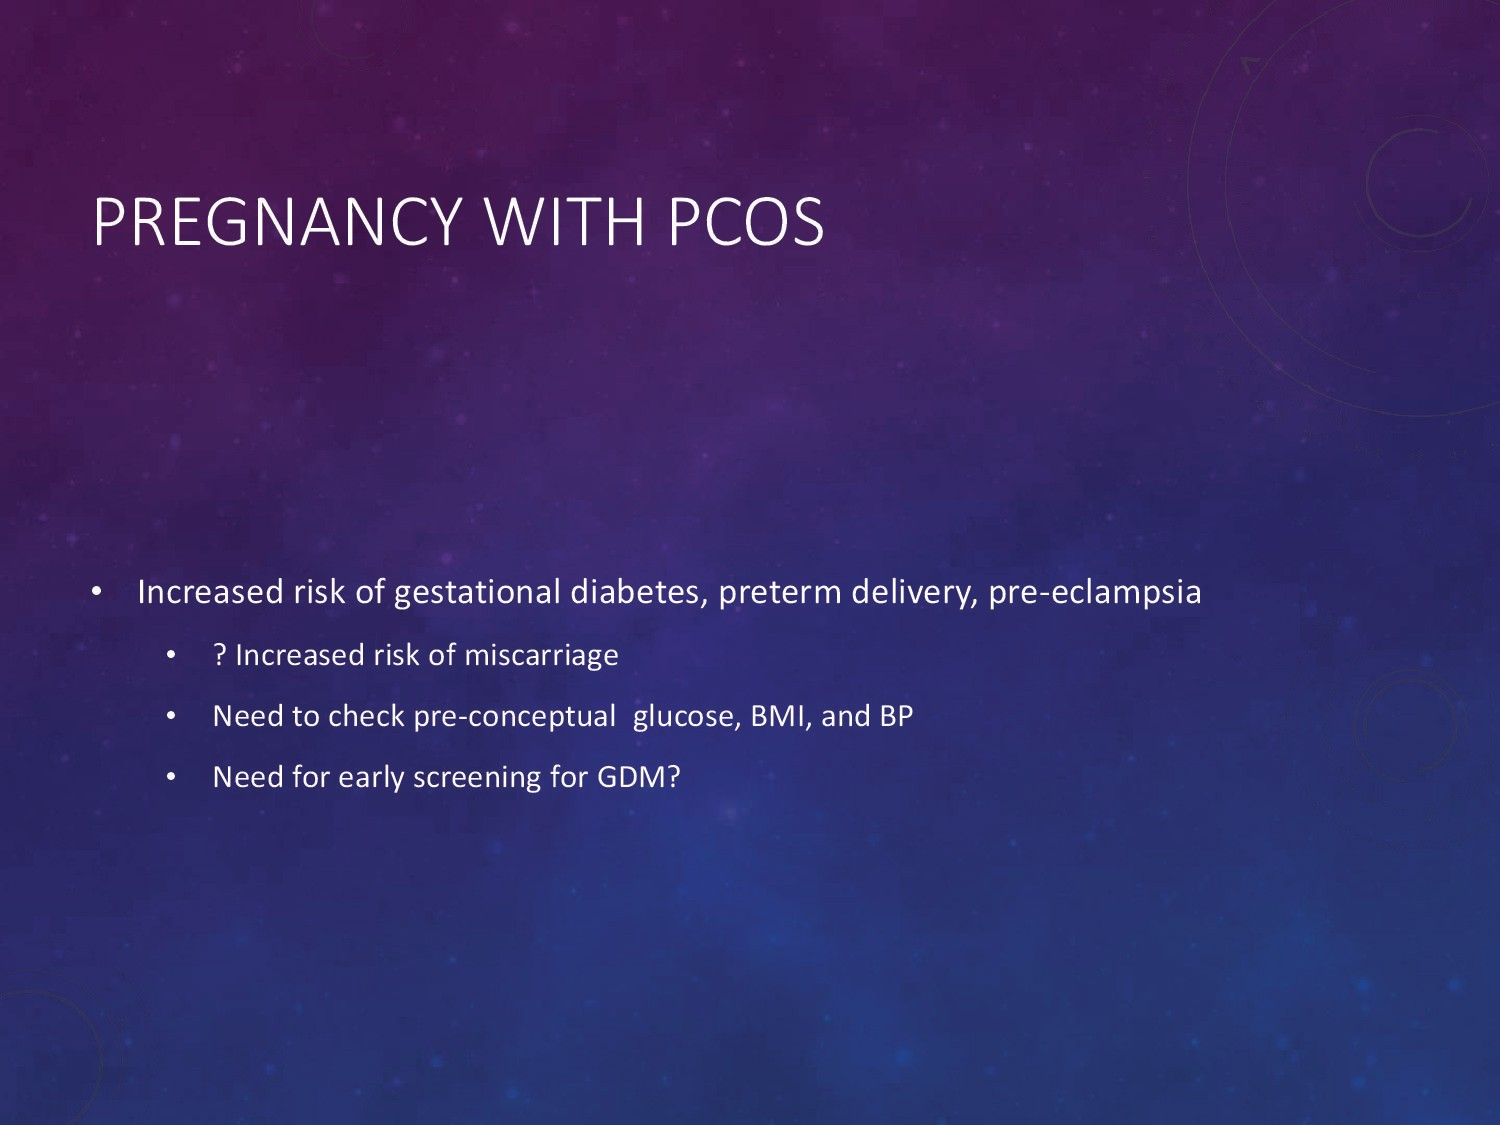 PREGNANCY WITH PCOS
• Increased risk of gestational diabetes, preterm delivery, pre-eclampsia
• ? Increased risk of miscarriage
• Need to check pre-conceptual  glucose, BMI, and BP
• Need for early screening for GDM?